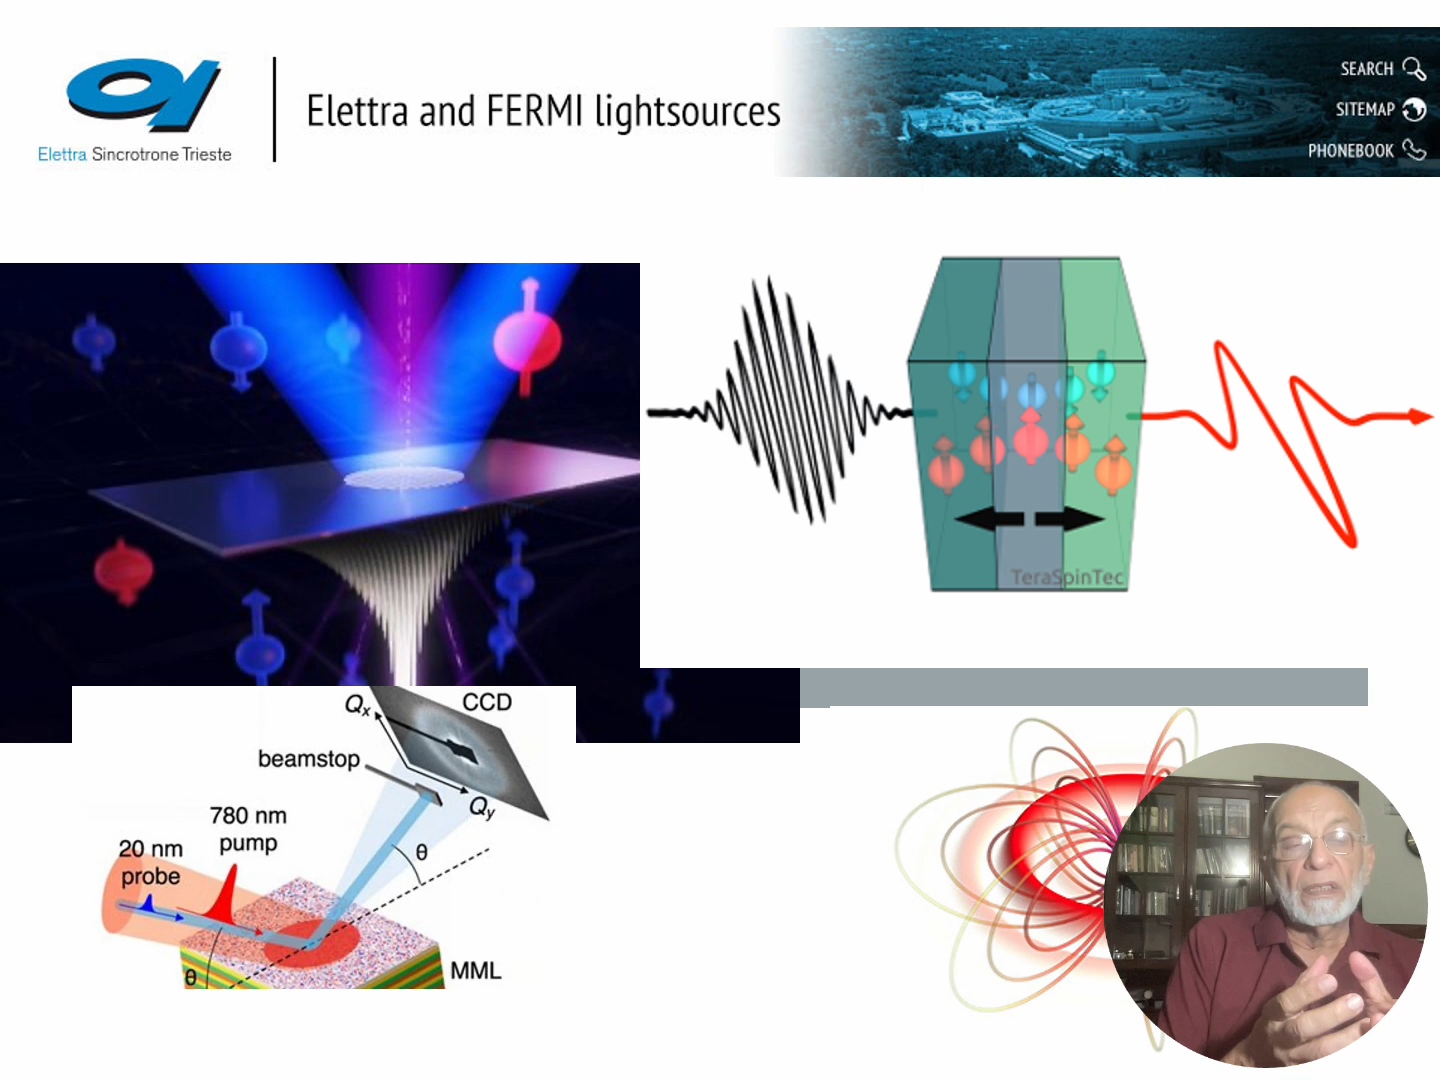 Elettra Sincrotrone Trieste
Elettra and FERMI lightsources
SEARCH
SITEMAP
PHONEBOOK
TeraSpinTec
Qx
CCD
beamstop
Qy
780 nm
pump
20 nm
probe
θ
θ
MML